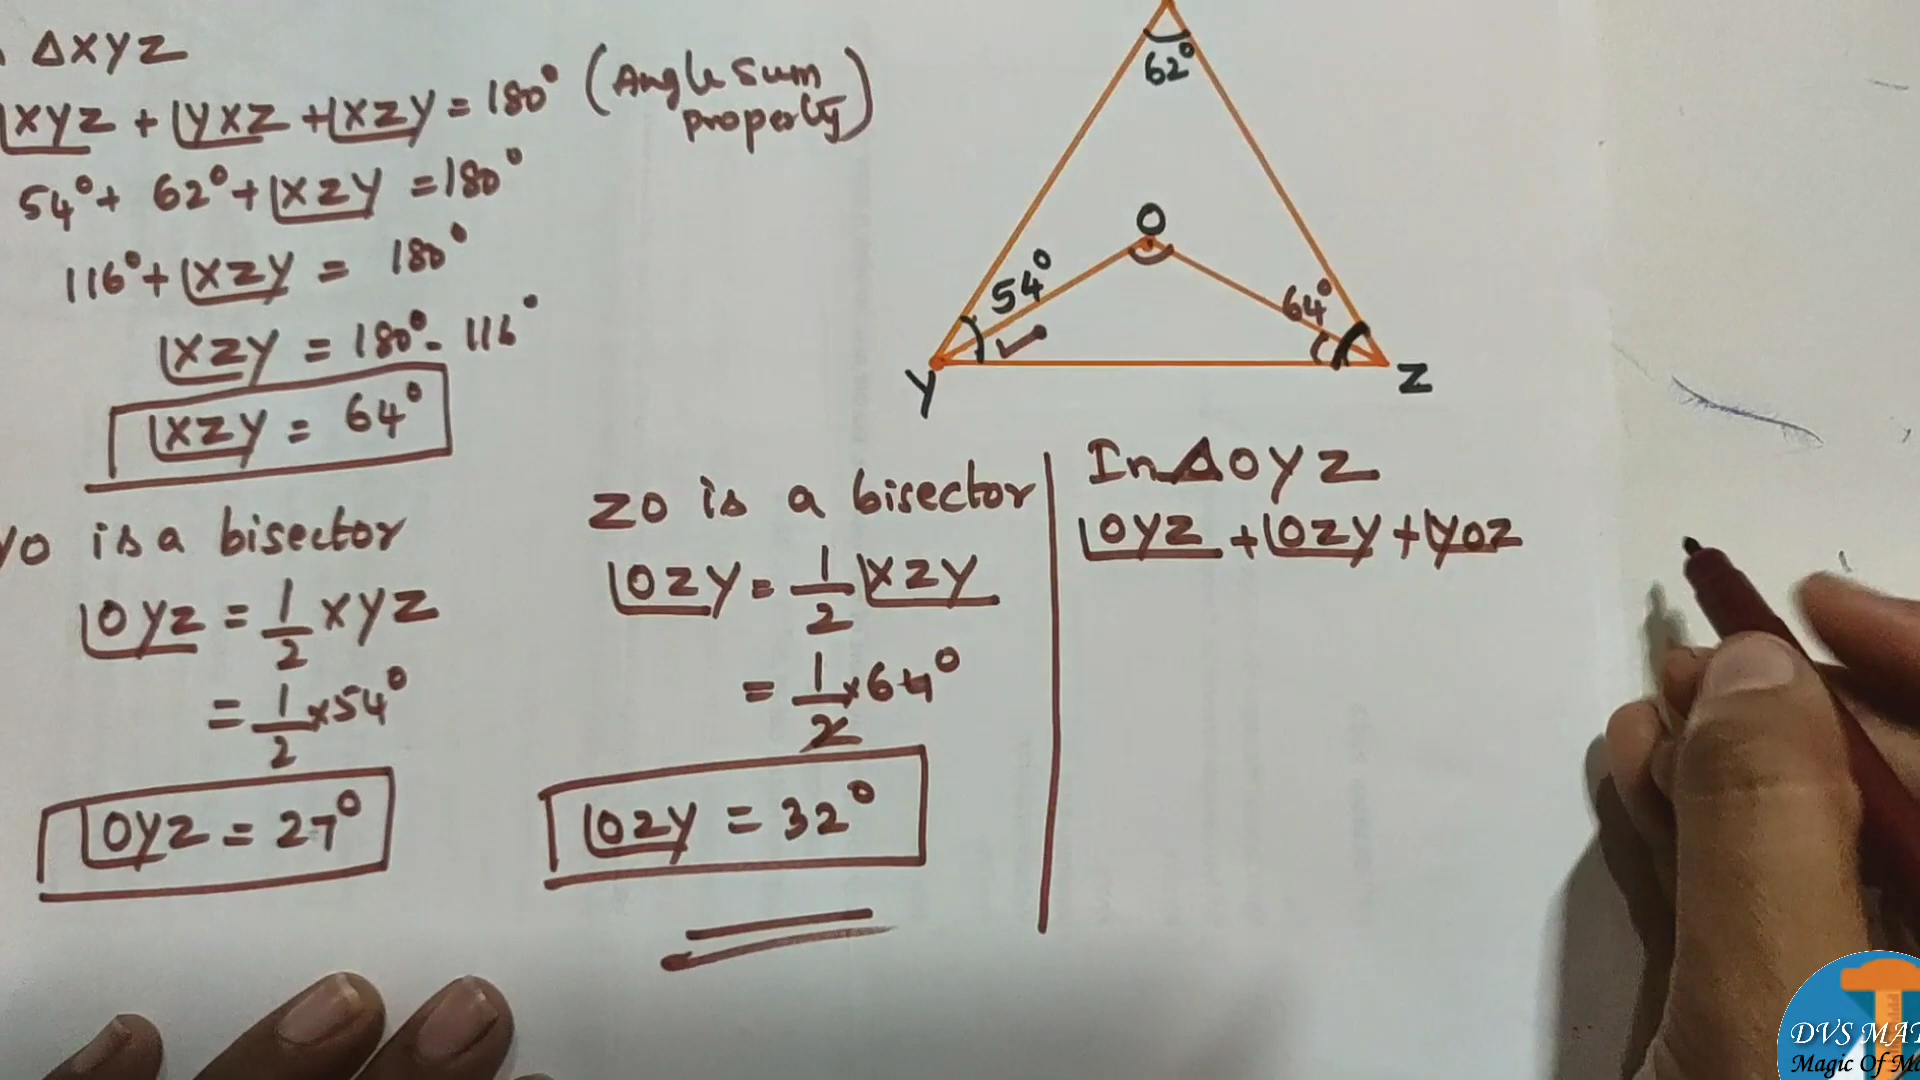 ΔXYZ
∠XYZ + ∠YXZ + ∠XZY = 180° (Angle Sum property)
54° + 62° + ∠XZY = 180°
116° + ∠XZY = 180°
∠XZY = 180° - 116°
∠XZY = 64°
YO is a bisector
∠OYZ = 1/2 XYZ
= 1/2 × 54°
∠OYZ = 27°
ZO is a bisector
∠OZY = 1/2 ∠XZY
= 1/2 × 64°
∠OZY = 32°
62°
O
54°
64°
Y
Z
In ΔOYZ
∠OYZ + ∠OZY + ∠YOZ
DVS MAT
Magic Of Ma